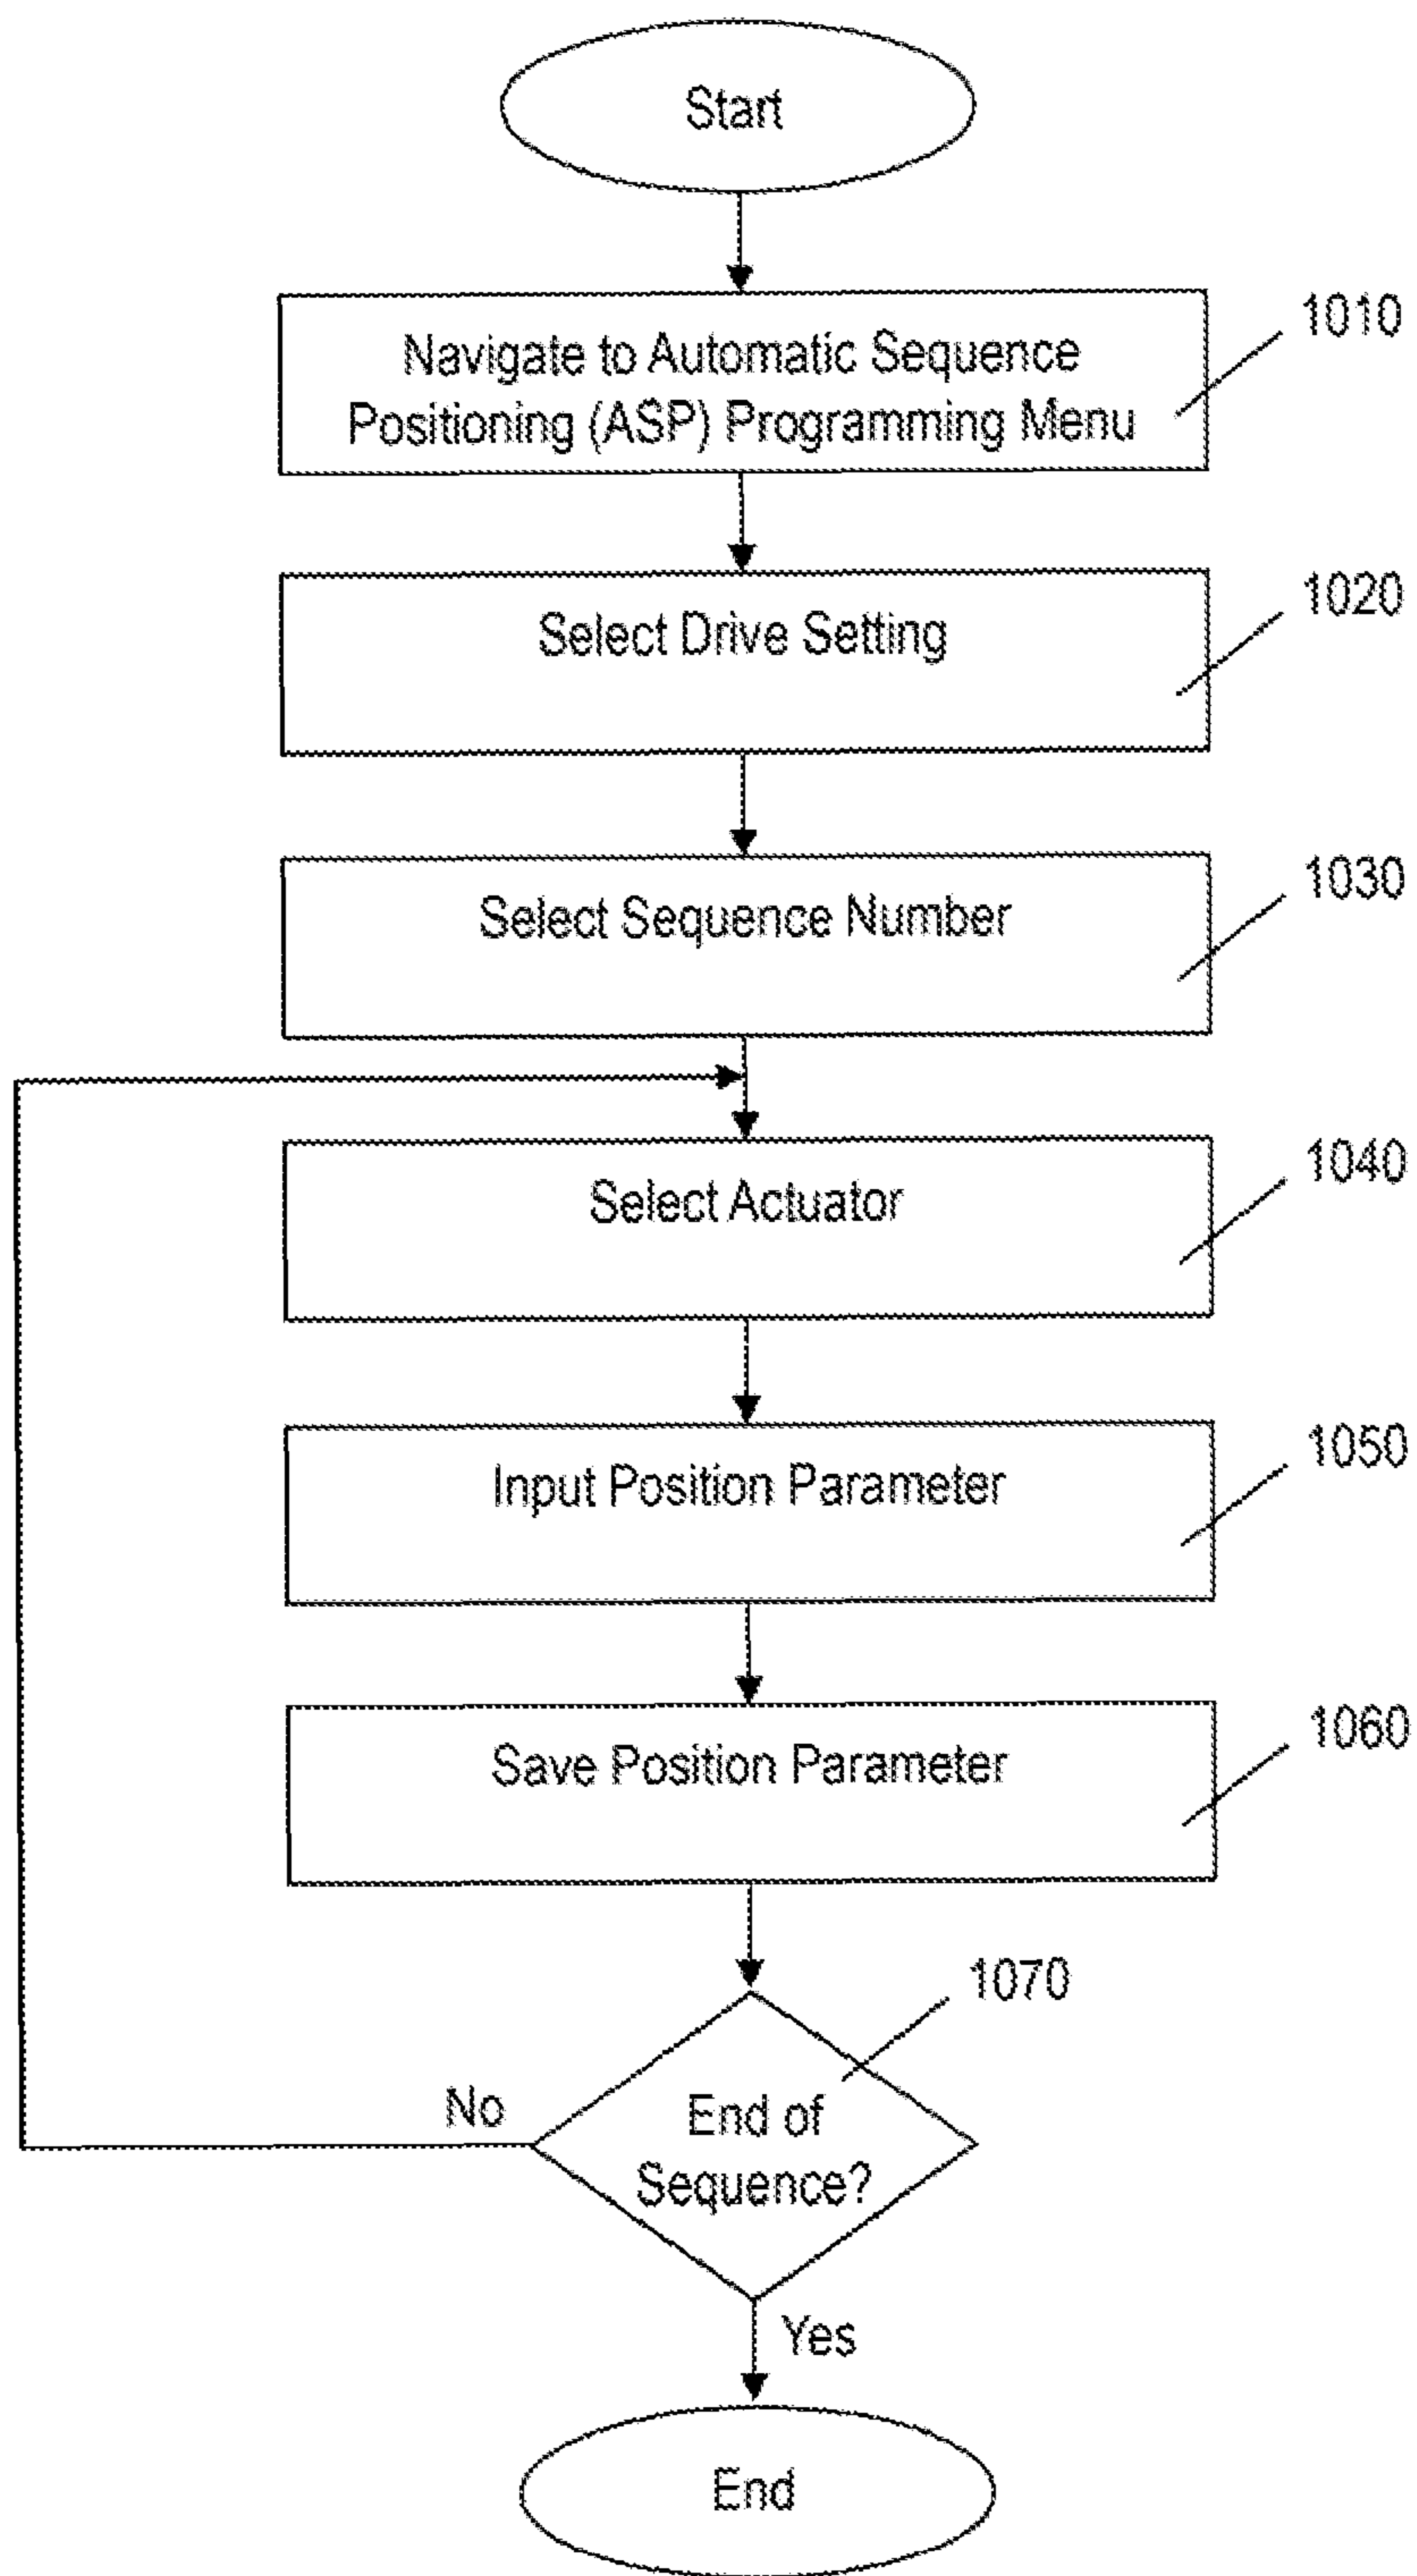 Start
Navigate to Automatic Sequence
Positioning (ASP) Programming Menu
1010
Select Drive Setting
1020
Select Sequence Number
1030
Select Actuator
1040
Input Position Parameter
1050
Save Position Parameter
1060
1070
End of
Sequence?
No
Yes
End